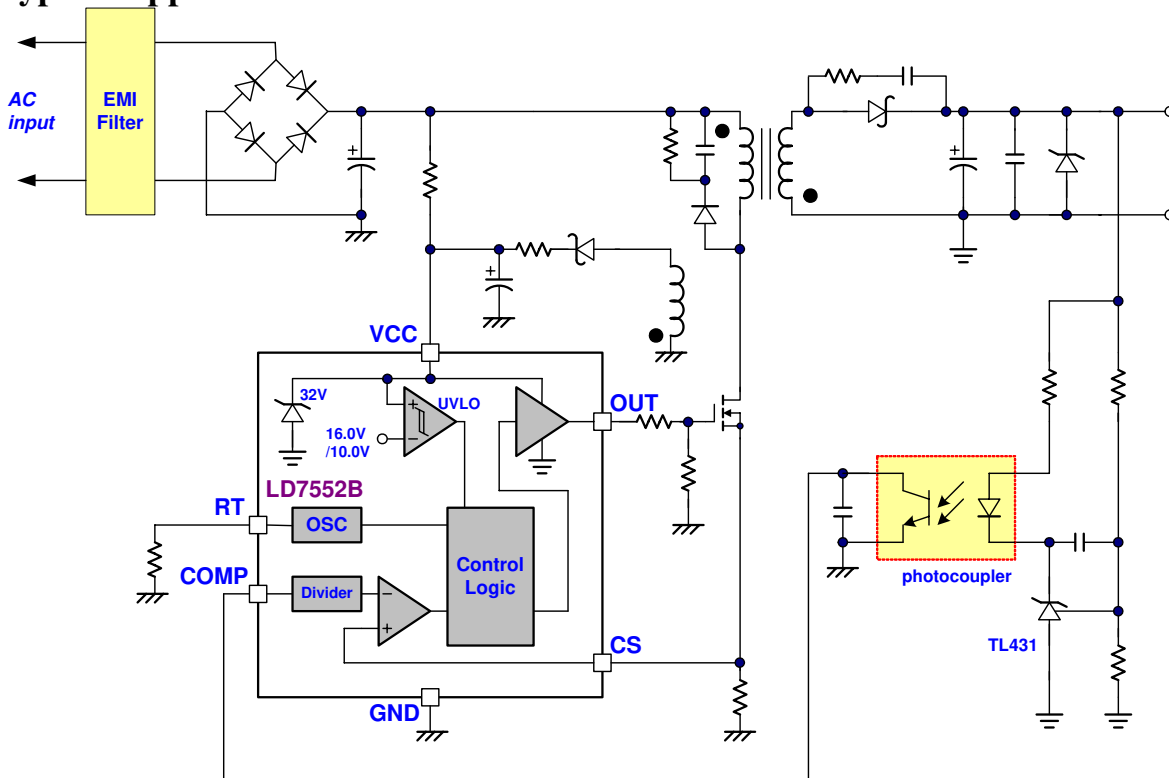 AC
input
EMI
Filter
+
+
+
VCC
32V
UVLO
+
−
16.0V
/10.0V
OUT
LD7552B
RT
OSC
COMP
Divider
−
+
Control
Logic
CS
GND
photocoupler
TL431